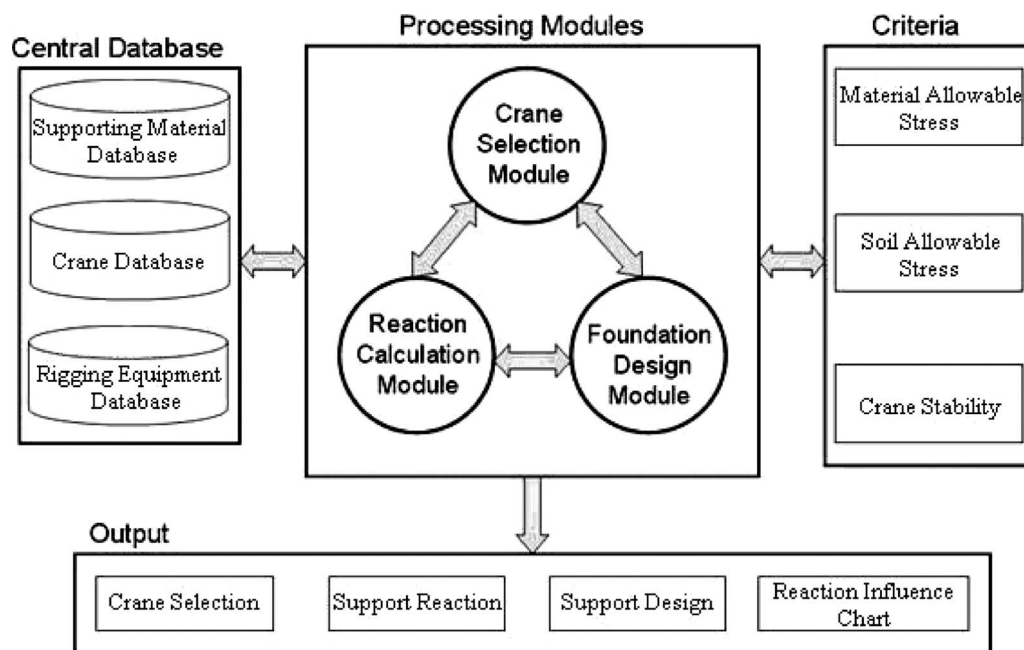 Processing Modules
Criteria
Central Database
Supporting Material
Database
Crane Database
Rigging Equipment
Database
Crane
Selection
Module
Reaction
Calculation
Module
Foundation
Design
Module
Material Allowable
Stress
Soil Allowable
Stress
Crane Stability
Output
Crane Selection
Support Reaction
Support Design
Reaction Influence
Chart